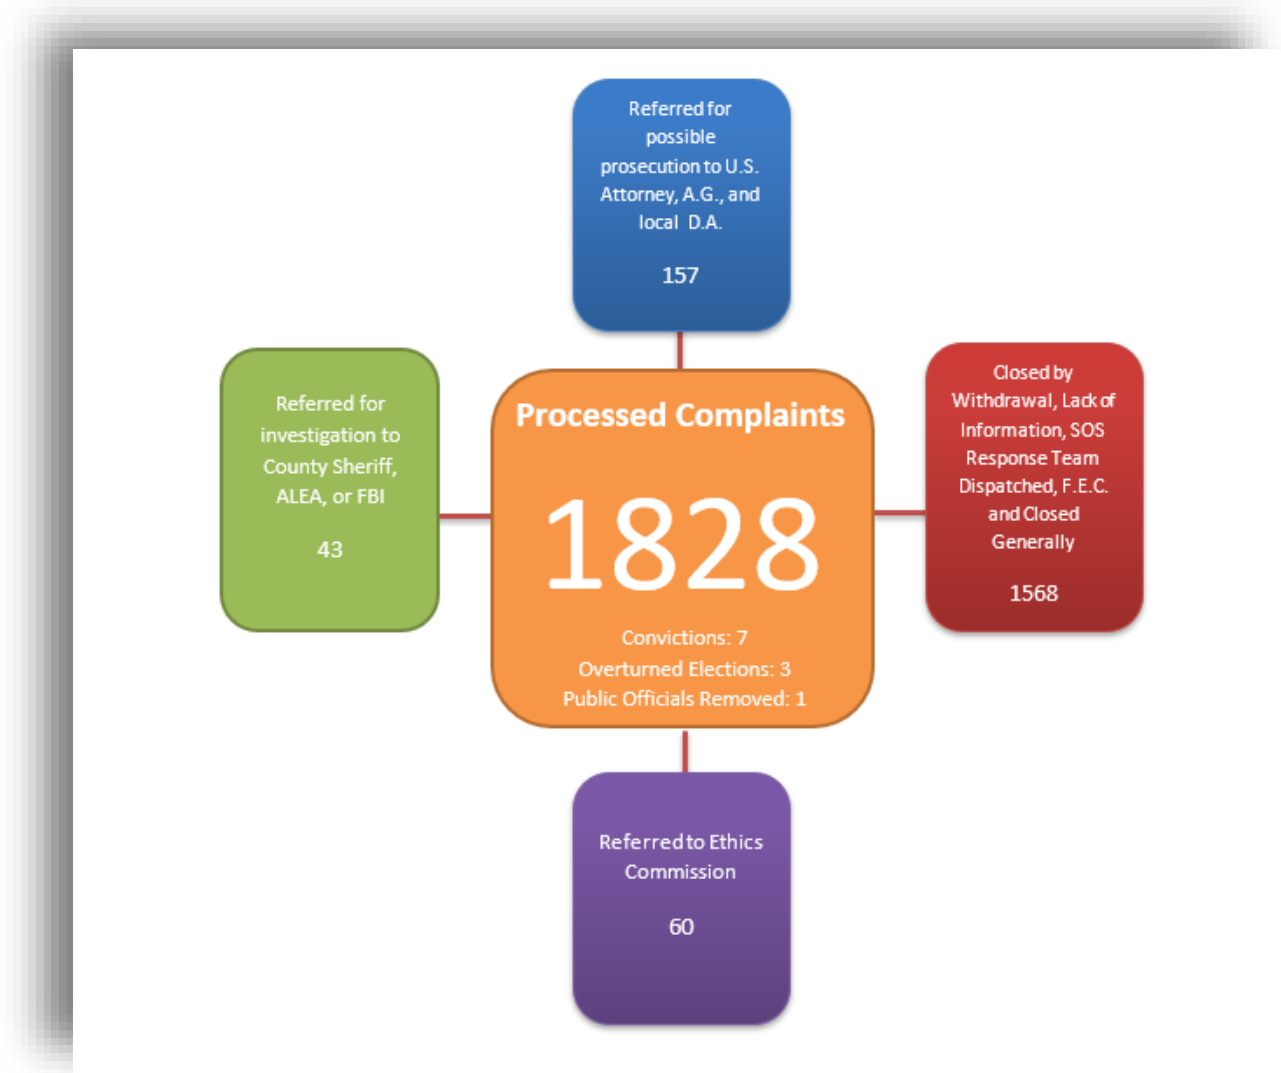 Referred for
possible
prosecution to U.S.
Attorney, A.G., and
local D.A.
157
Referred for
investigation to
County Sheriff,
ALEA, or FBI
43
Processed Complaints
1828
Convictions: 7
Overturned Elections: 3
Public Officials Removed: 1
Closed by
Withdrawal, Lack of
Information, SOS
Response Team
Dispatched, F.E.C.
and Closed
Generally
1568
Referred to Ethics
Commission
60